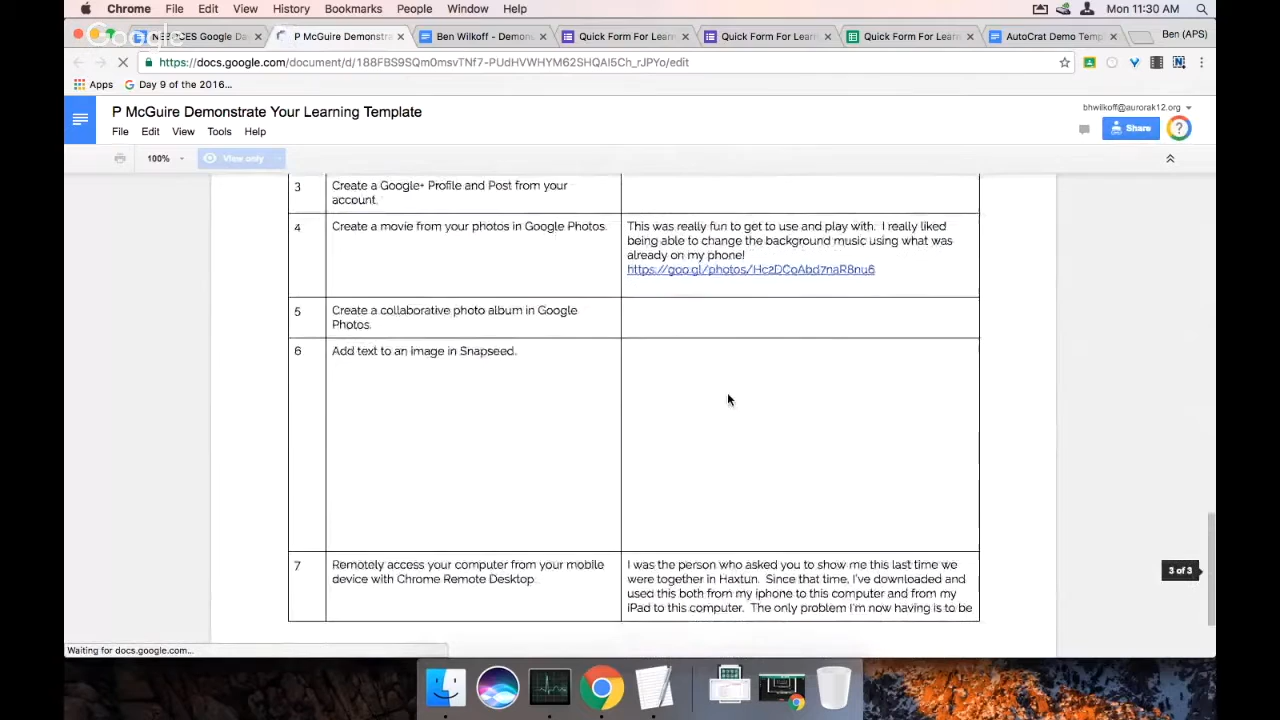 Chrome File Edit View History Bookmarks People Window Help Mon 11:30 AM
Google
P McGuire Demonstra Ben Wilkoff - Demons Quick Form For Lear Quick Form For Lear Quick Form For Lear AutoCrat Demo Temp Ben (APS)
https://docs.google.com/document/d/188FBS9SQm0msvTNf7-PUdHVWHYM62SHQAI5Ch_rJPYo/edit
Apps Day 9 of the 2016...
P McGuire Demonstrate Your Learning Template
bhwilkoff@aurorak12.org
File Edit View Tools Help
Share
100% View only
3 Create a Google+ Profile and Post from your
account.
4 Create a movie from your photos in Google Photos.
This was really fun to get to use and play with. I really liked
being able to change the background music using what was
already on my phone!
https://goo.gl/photos/Hc2DCoAbd7naR8nu6
5 Create a collaborative photo album in Google
Photos.
6 Add text to an image in Snapseed.
7 Remotely access your computer from your mobile
device with Chrome Remote Desktop.
I was the person who asked you to show me this last time we
were together in Haxtun. Since that time, I've downloaded and
used this both from my iphone to this computer and from my
iPad to this computer. The only problem I'm now having is to be
3 of 3
Waiting for docs.google.com...